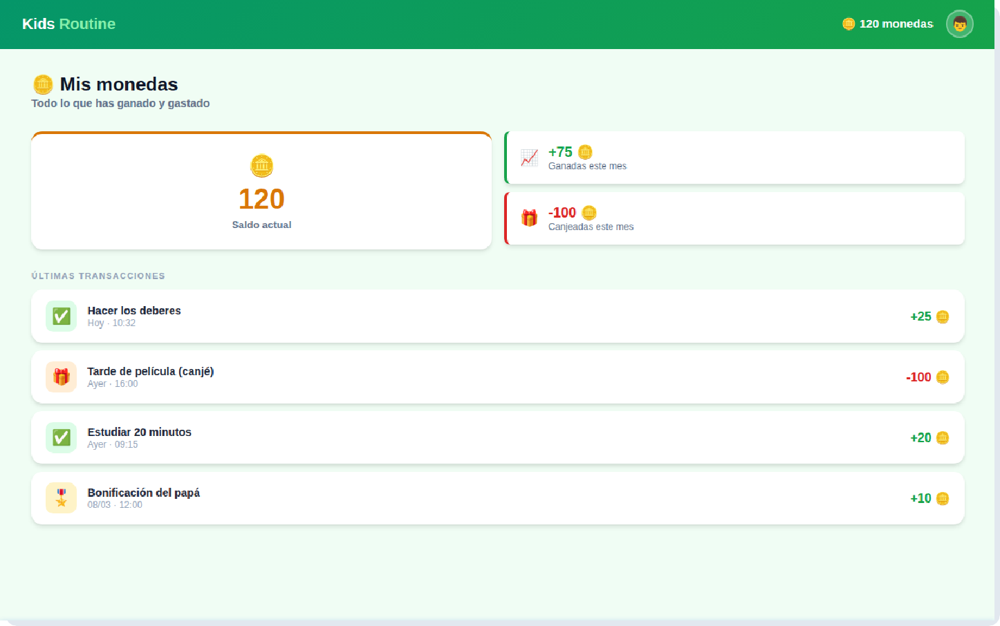 Kids Routine
120 monedas
Mis monedas
Todo lo que has ganado y gastado
120
Saldo actual
+75
Ganadas este mes
-100
Canjeadas este mes
ÚLTIMAS TRANSACCIONES
Hacer los deberes
Hoy · 10:32
+25
Tarde de película (canjé)
Ayer · 16:00
-100
Estudiar 20 minutos
Ayer · 09:15
+20
Bonificación del papá
08/03 · 12:00
+10